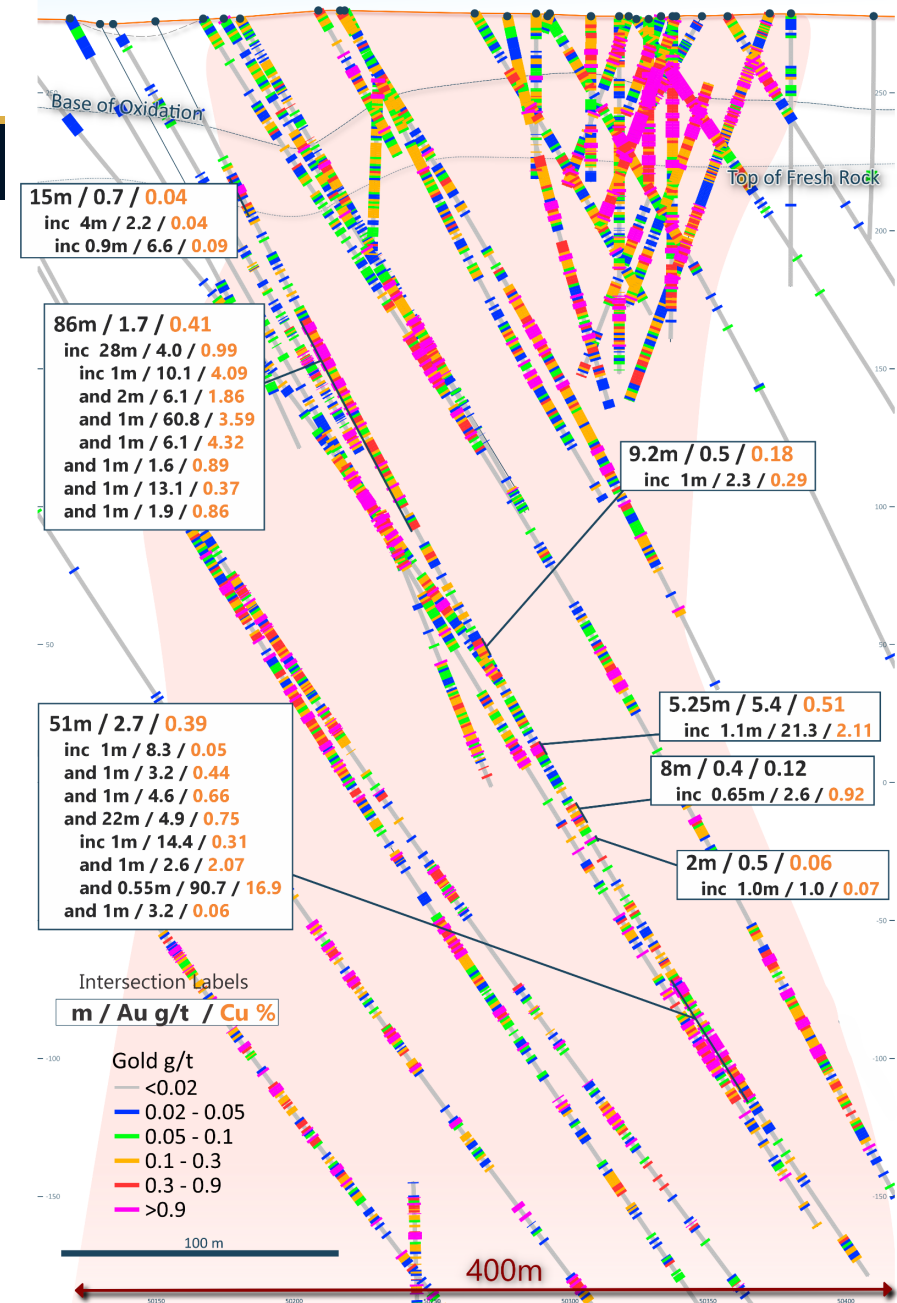 250
250
Base of Oxidation
Top of Fresh Rock
15m / 0.7 / 0.04
inc 4m / 2.2 / 0.04
inc 0.9m / 6.6 / 0.09
200
86m / 1.7 / 0.41
inc 28m / 4.0 / 0.99
inc 1m / 10.1 / 4.09
and 2m / 6.1 / 1.86
and 1m / 60.8 / 3.59
and 1m / 6.1 / 4.32
and 1m / 1.6 / 0.89
and 1m / 13.1 / 0.37
and 1m / 1.9 / 0.86
150
9.2m / 0.5 / 0.18
inc 1m / 2.3 / 0.29
100
50
50
5.25m / 5.4 / 0.51
inc 1.1m / 21.3 / 2.11
51m / 2.7 / 0.39
inc 1m / 8.3 / 0.05
and 1m / 3.2 / 0.44
and 1m / 4.6 / 0.66
and 22m / 4.9 / 0.75
inc 1m / 14.4 / 0.31
and 1m / 2.6 / 2.07
and 0.55m / 90.7 / 16.9
and 1m / 3.2 / 0.06
8m / 0.4 / 0.12
inc 0.65m / 2.6 / 0.92
0
2m / 0.5 / 0.06
inc 1.0m / 1.0 / 0.07
-50
Intersection Labels
m / Au g/t / Cu %
-100
-100
Gold g/t
<0.02
0.02 - 0.05
0.05 - 0.1
0.1 - 0.3
0.3 - 0.9
>0.9
-150
-150
100 m
400m
50150
50200
50250
50300
50350
50400